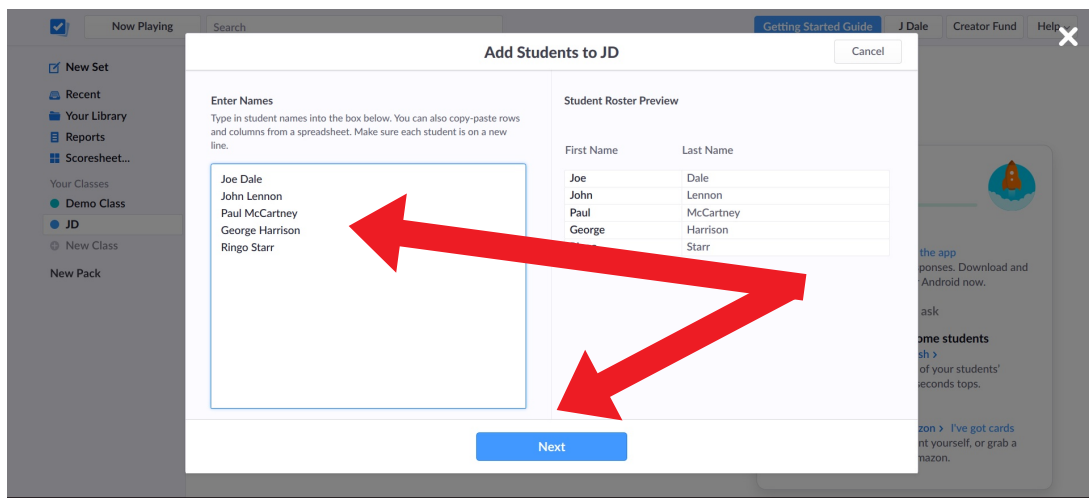 Now Playing
Search
Getting Started Guide
J Dale
Creator Fund
Help
New Set
Recent
Your Library
Reports
Scoresheet...
Your Classes
Demo Class
JD
New Class
New Pack
Add Students to JD
Cancel
Enter Names
Type in student names into the box below. You can also copy-paste rows
and columns from a spreadsheet. Make sure each student is on a new
line.
Joe Dale
John Lennon
Paul McCartney
George Harrison
Ringo Starr
Student Roster Preview
First Name Last Name
Joe Dale
John Lennon
Paul McCartney
George Harrison
Starr
Next
the app
ponses. Download and
Android now.
ask
ome students
sh >
of your students'
seconds tops.
zon > I've got cards
nt yourself, or grab a
mazon.